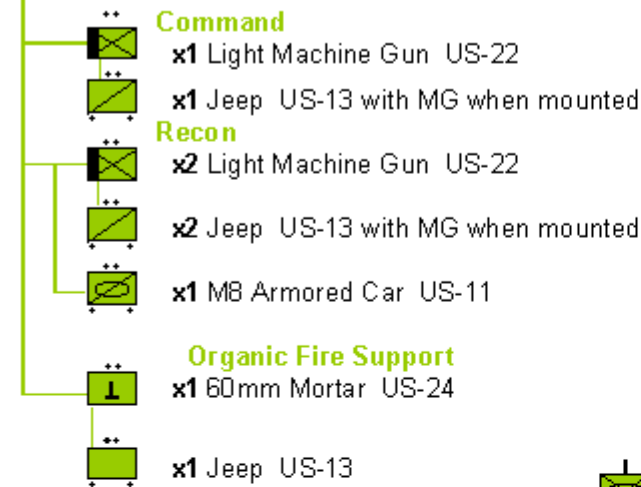 Command
x1 Light Machine Gun US-22
x1 Jeep US-13 with MG when mounted
Recon
x2 Light Machine Gun US-22
x2 Jeep US-13 with MG when mounted
x1 M8 Armored Car US-11
Organic Fire Support
x1 60mm Mortar US-24
x1 Jeep US-13